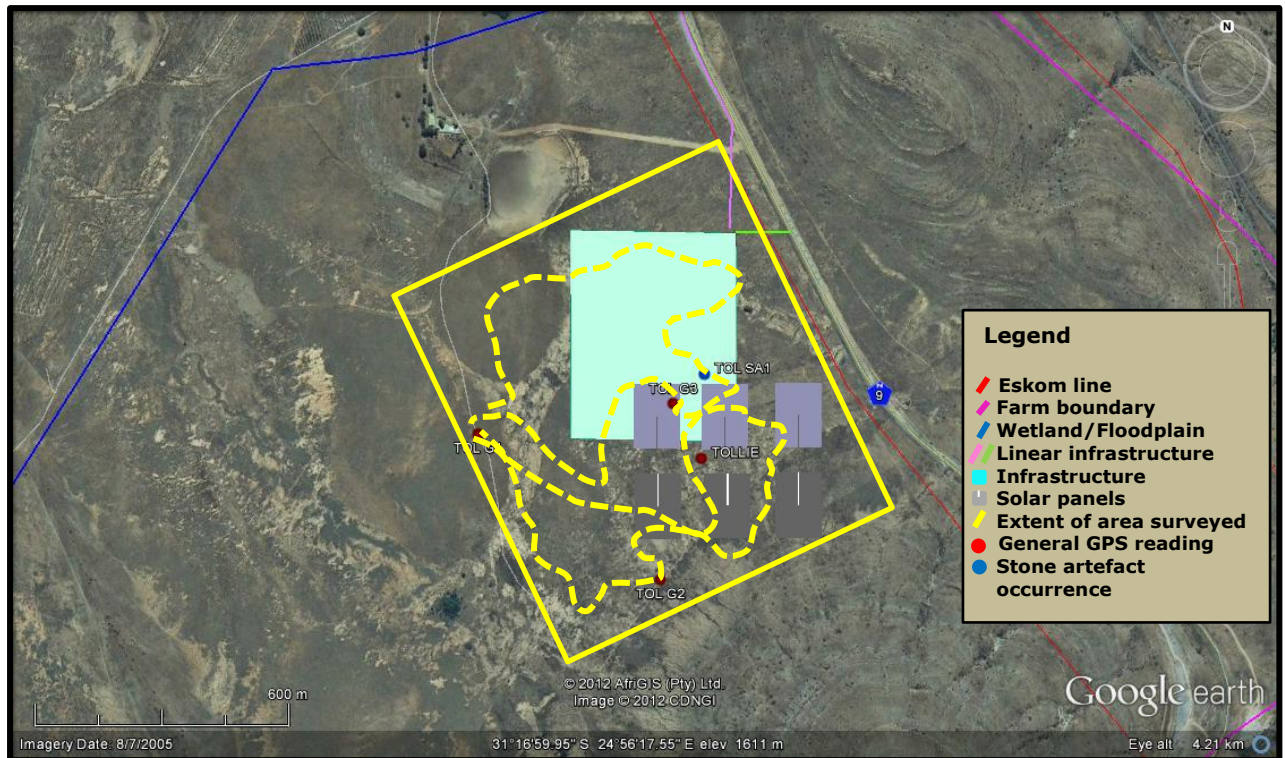 N
TOL SA1
TOL G3
9
TOL G
TOLLIE
TOL G2
Legend
Eskom line
Farm boundary
Wetland/Floodplain
Linear infrastructure
Infrastructure
Solar panels
Extent of area surveyed
General GPS reading
Stone artefact
occurrence
600 m
© 2012 AfriGIS (Pty) Ltd.
Image © 2012 CDNGI
Google earth
Imagery Date: 8/7/2005
31°16'59.95" S 24°56'17.55" E elev 1611 m
Eye alt 4.21 km